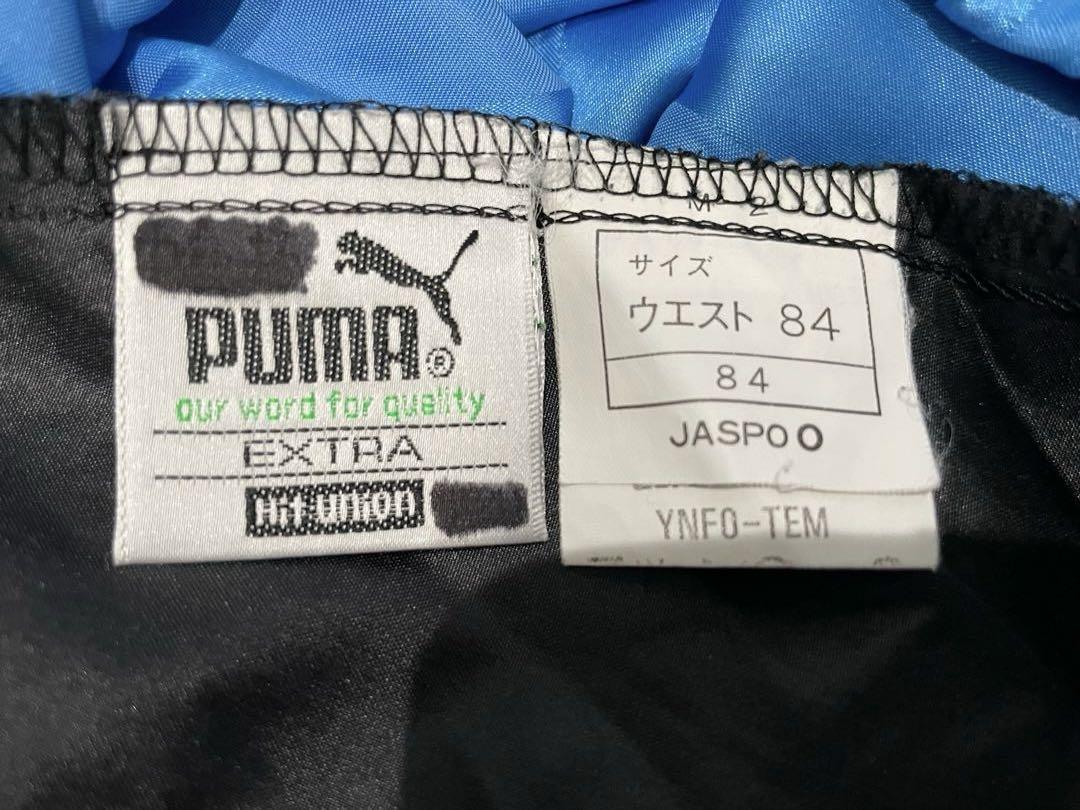 PUMA®
our word for quality
EXTRA
HIT UNION
M 2
サイズ
ウエスト 84
84
JASPO O
YNFO-TEM